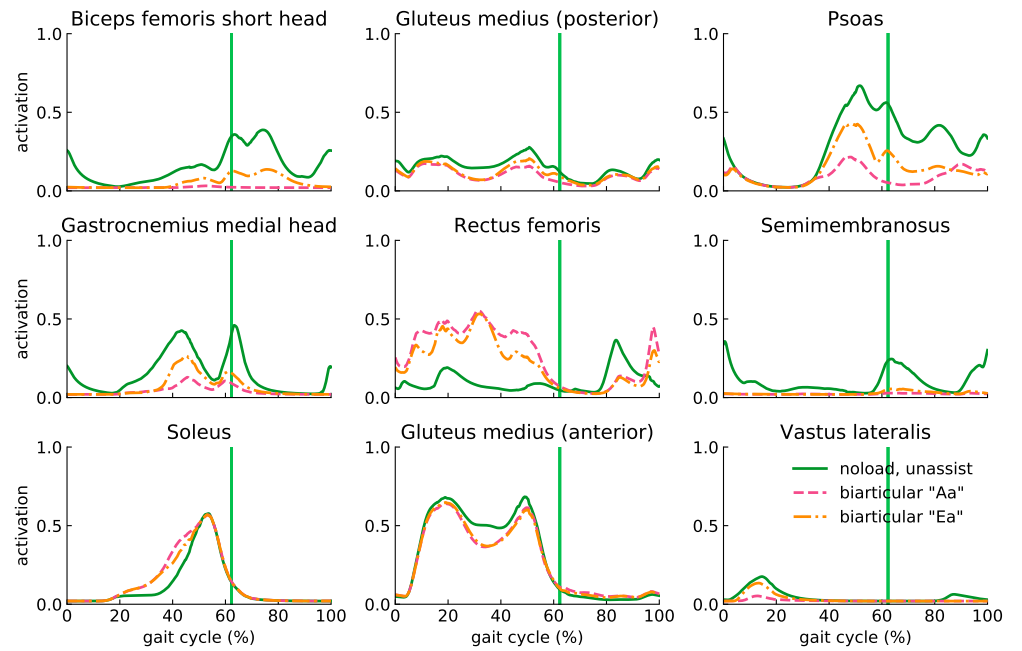 Biceps femoris short head
Gluteus medius (posterior)
Psoas
1.0
0.5
0.0
activation
1.0
0.5
0.0
1.0
0.5
0.0
Gastrocnemius medial head
Rectus femoris
Semimembranosus
1.0
0.5
0.0
activation
1.0
0.5
0.0
1.0
0.5
0.0
Soleus
Gluteus medius (anterior)
Vastus lateralis
1.0
0.5
0.0
activation
0 20 40 60 80 100
gait cycle (%)
1.0
0.5
0.0
0 20 40 60 80 100
gait cycle (%)
1.0
0.5
0.0
noload, unassist
biarticular "Aa"
biarticular "Ea"
0 20 40 60 80 100
gait cycle (%)